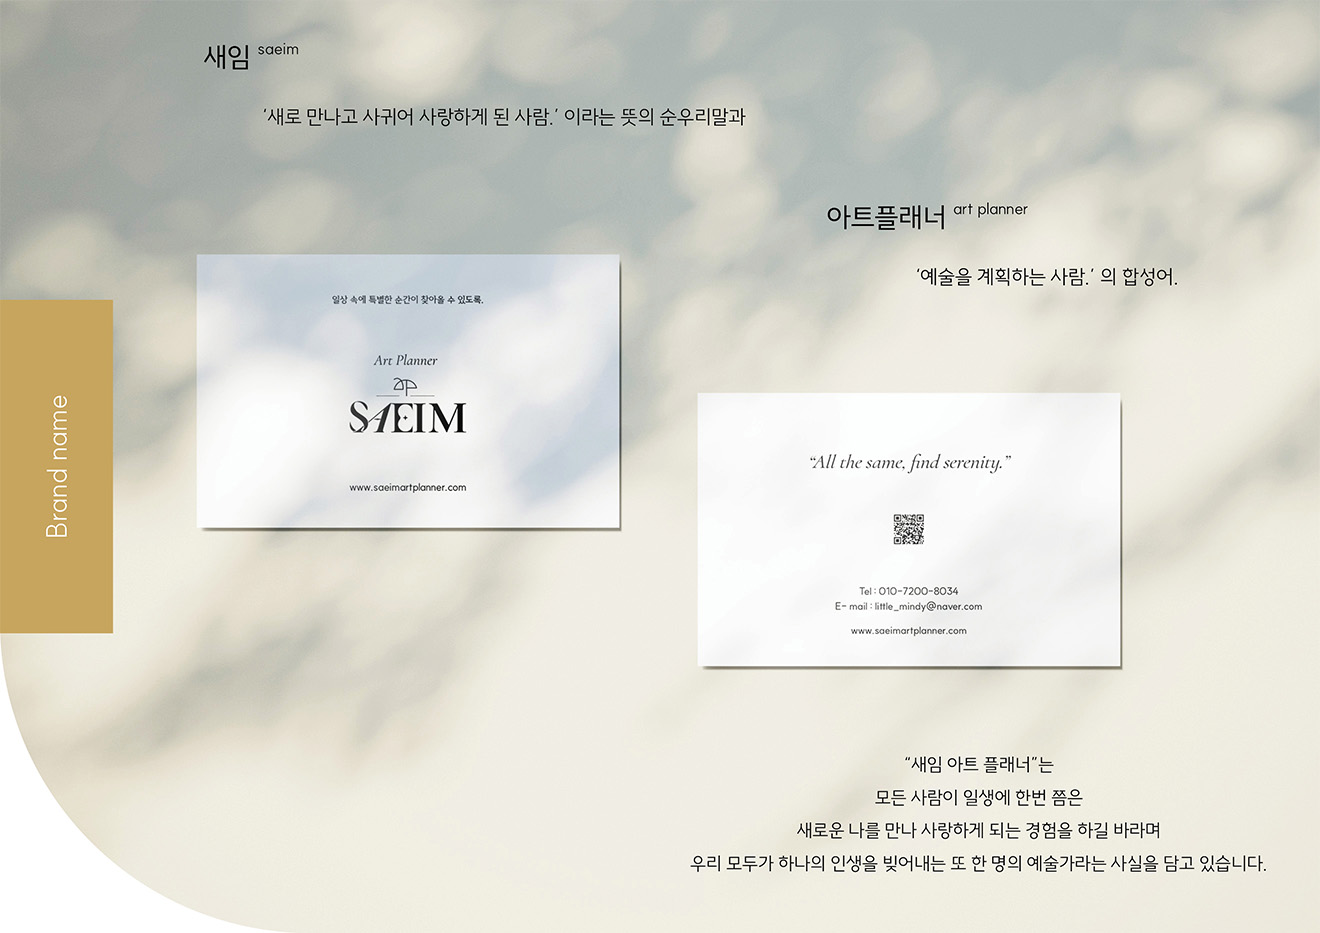 새임 saeim
‘새로 만나고 사귀어 사랑하게 된 사람.’ 이라는 뜻의 순우리말과
아트플래너 art planner
‘예술을 계획하는 사람.’ 의 합성어.
일상 속에 특별한 순간이 찾아올 수 있도록.
Art Planner
ap
SAEIM
www.saeimartplanner.com
Brand name
“All the same, find serenity.”
Tel : 010-7200-8034
E- mail : little_mindy@naver.com
www.saeimartplanner.com
“새임 아트 플래너”는
모든 사람이 일생에 한번 쯤은
새로운 나를 만나 사랑하게 되는 경험을 하길 바라며
우리 모두가 하나의 인생을 빚어내는 또 한 명의 예술가라는 사실을 담고 있습니다.